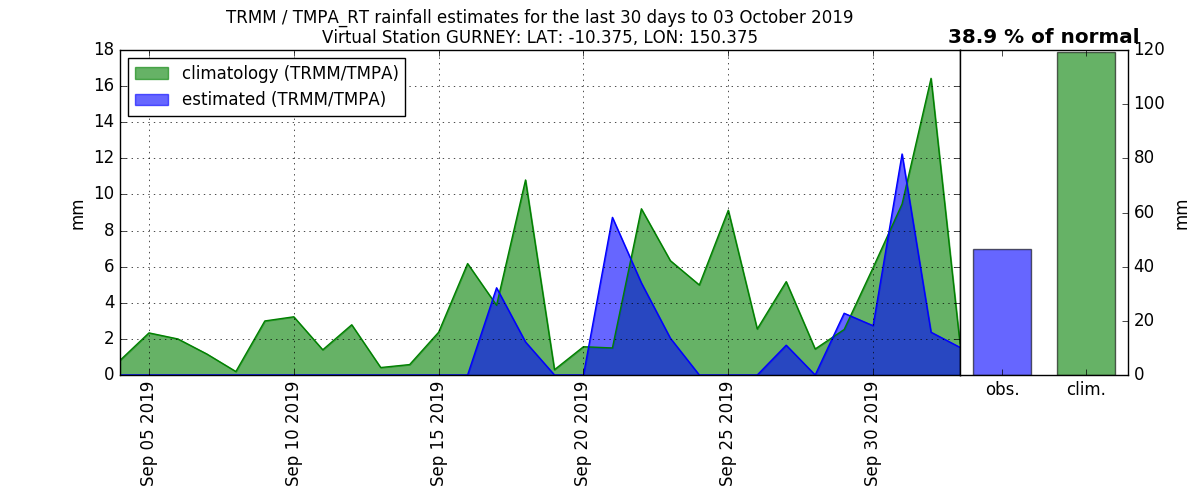 TRMM / TMPA_RT rainfall estimates for the last 30 days to 03 October 2019
Virtual Station GURNEY: LAT: -10.375, LON: 150.375
38.9 % of normal
climatology (TRMM/TMPA)
estimated (TRMM/TMPA)
18
16
14
12
10
8
6
4
2
0
mm
Sep 05 2019
Sep 10 2019
Sep 15 2019
Sep 20 2019
Sep 25 2019
Sep 30 2019
obs.
clim.
120
100
80
60
40
20
0
mm